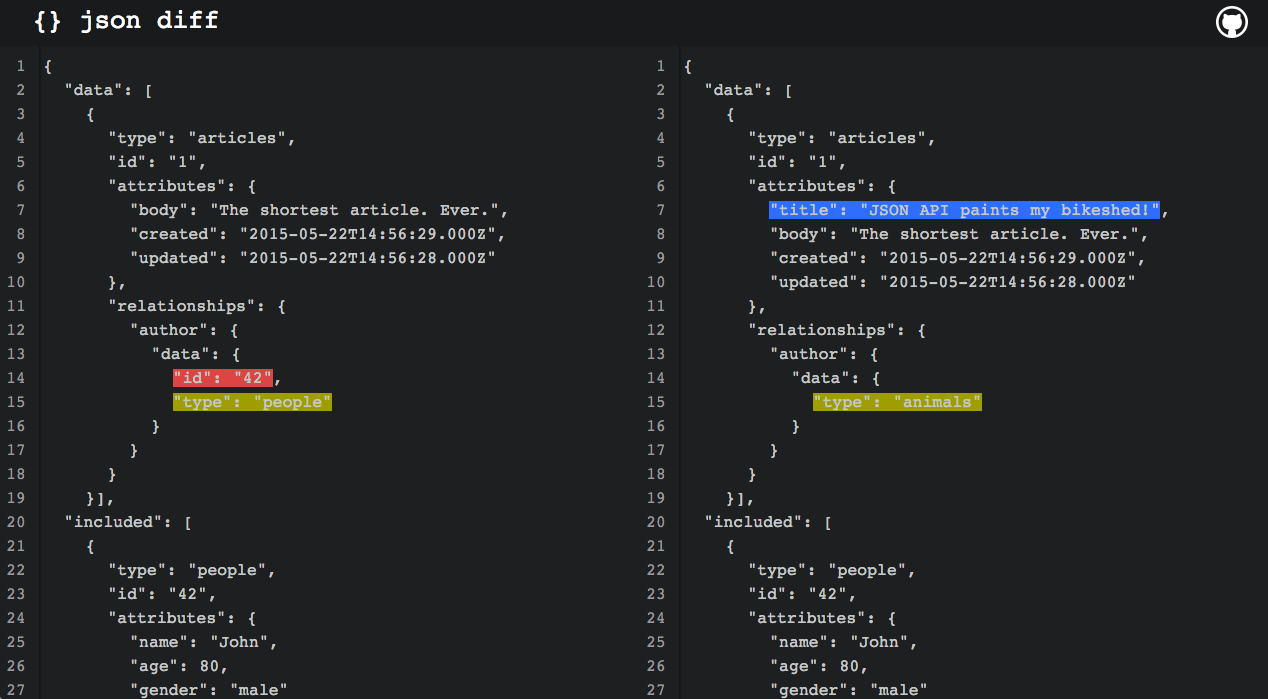 {} json diff
1 {
2 "data": [
3 {
4 "type": "articles",
5 "id": "1",
6 "attributes": {
7 "body": "The shortest article. Ever.",
8 "created": "2015-05-22T14:56:29.000Z",
9 "updated": "2015-05-22T14:56:28.000Z"
10 },
11 "relationships": {
12 "author": {
13 "data": {
14 "id": "42",
15 "type": "people"
16 }
17 }
18 }
19 }],
20 "included": [
21 {
22 "type": "people",
23 "id": "42",
24 "attributes": {
25 "name": "John",
26 "age": 80,
27 "gender": "male"
1 {
2 "data": [
3 {
4 "type": "articles",
5 "id": "1",
6 "attributes": {
7 "title": "JSON API paints my bikeshed!",
8 "body": "The shortest article. Ever.",
9 "created": "2015-05-22T14:56:29.000Z",
10 "updated": "2015-05-22T14:56:28.000Z"
11 },
12 "relationships": {
13 "author": {
14 "data": {
15 "type": "animals"
16 }
17 }
18 }
19 }],
20 "included": [
21 {
22 "type": "people",
23 "id": "42",
24 "attributes": {
25 "name": "John",
26 "age": 80,
27 "gender": "male"